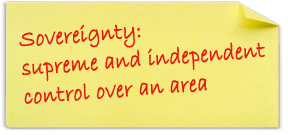 Sovereignty:
supreme and independent
control over an area